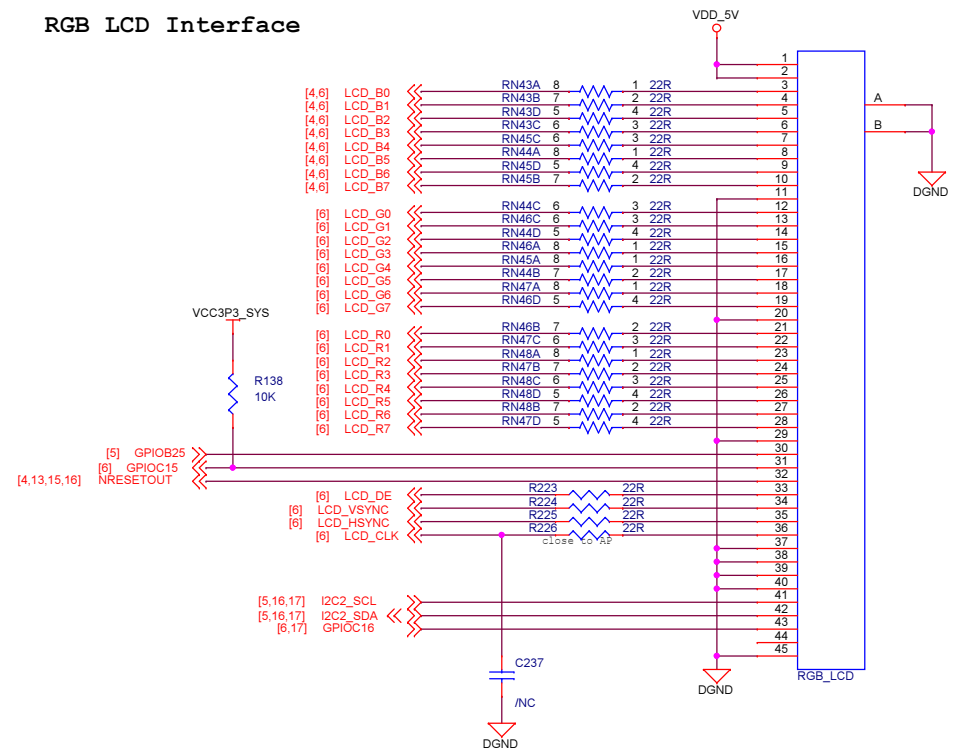 RGB LCD Interface
VDD_5V
1
2
[4,6] LCD_B0 RN43A 8 1 22R 3
[4,6] LCD_B1 RN43B 7 2 22R 4 A
[4,6] LCD_B2 RN43D 5 4 22R 5
[4,6] LCD_B3 RN43C 6 3 22R 6 B
[4,6] LCD_B4 RN45C 6 3 22R 7
[4,6] LCD_B5 RN44A 8 1 22R 8
[4,6] LCD_B6 RN45D 5 4 22R 9
[4,6] LCD_B7 RN45B 7 2 22R 10
DGND
11
[6] LCD_G0 RN44C 6 3 22R 12
[6] LCD_G1 RN46C 6 3 22R 13
[6] LCD_G2 RN44D 5 4 22R 14
[6] LCD_G3 RN46A 8 1 22R 15
[6] LCD_G4 RN45A 8 1 22R 16
[6] LCD_G5 RN44B 7 2 22R 17
[6] LCD_G6 RN47A 8 1 22R 18
[6] LCD_G7 RN46D 5 4 22R 19
VCC3P3_SYS 20
[6] LCD_R0 RN46B 7 2 22R 21
[6] LCD_R1 RN47C 6 3 22R 22
[6] LCD_R2 RN48A 8 1 22R 23
[6] LCD_R3 RN47B 7 2 22R 24
R138
[6] LCD_R4 RN48C 6 3 22R 25
10K
[6] LCD_R5 RN48D 5 4 22R 26
[6] LCD_R6 RN48B 7 2 22R 27
[6] LCD_R7 RN47D 5 4 22R 28
29
[5] GPIOB25 30
[6] GPIOC15 31
[4,13,15,16] NRESETOUT 32
[6] LCD_DE R223 22R 33
[6] LCD_VSYNC R224 22R 34
[6] LCD_HSYNC R225 22R 35
[6] LCD_CLK R226 22R 36
close to AP
37
38
39
40
[5,16,17] I2C2_SCL 41
[5,16,17] I2C2_SDA 42
[6,17] GPIOC16 43
44
45
C237
RGB_LCD
DGND
/NC
DGND